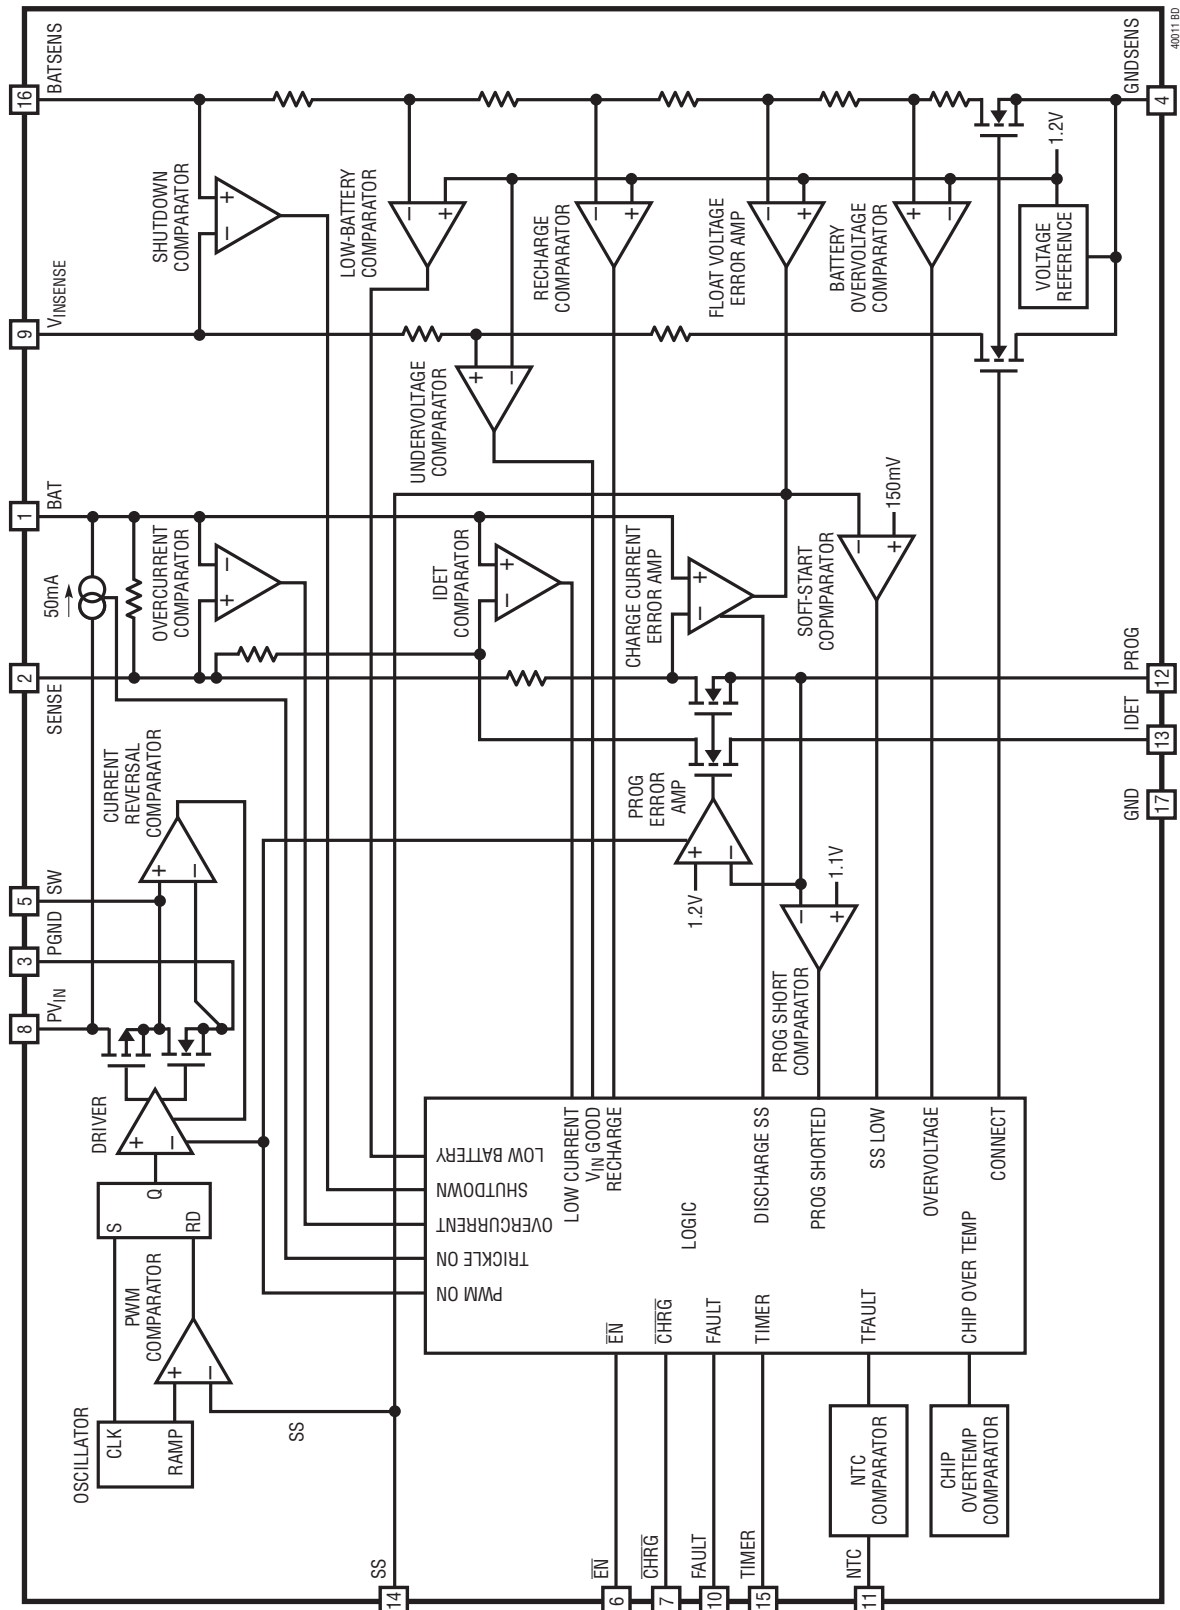 8
PVIN
3
PGND
5
SW
2
SENSE
1
BAT
9
VINSENSE
16
BATSENS
OSCILLATOR
CLK
RAMP
PWM
COMPARATOR
+
−
S
RD
Q
DRIVER
+
−
CURRENT
REVERSAL
COMPARATOR
+
−
50mA
OVERCURRENT
COMPARATOR
+
−
SHUTDOWN
COMPARATOR
−
+
SS
14
SS
LOW-BATTERY
COMPARATOR
−
+
UNDERVOLTAGE
COMPARATOR
+
−
IDET
COMPARATOR
−
+
RECHARGE
COMPARATOR
−
+
CHARGE CURRENT
ERROR AMP
−
+
FLOAT VOLTAGE
ERROR AMP
−
+
BATTERY
OVERVOLTAGE
COMPARATOR
+
−
VOLTAGE
REFERENCE
1.2V
SOFT-START
COPMPARATOR
−
+
150mV
PROG
ERROR
AMP
+
−
1.2V
PROG SHORT
COMPARATOR
−
+
1.1V
PWM ON
TRICKLE ON
OVERCURRENT
SHUTDOWN
LOW BATTERY
LOW CURRENT
VIN GOOD
RECHARGE
LOGIC
DISCHARGE SS
PROG SHORTED
SS LOW
OVERVOLTAGE
CONNECT
EN
CHRG
FAULT
TIMER
TFAULT
CHIP OVER TEMP
EN
6
CHRG
7
FAULT
10
TIMER
15
NTC
11
NTC
COMPARATOR
CHIP
OVERTEMP
COMPARATOR
GND
17
IDET
13
PROG
12
GNDSENS
4
40011 BD